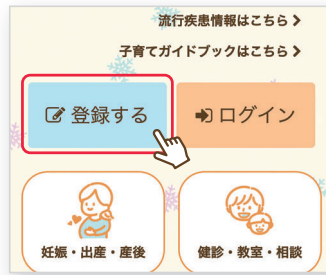 流行疾患情報はこちら
子育てガイドブックはこちら
登録する
ログイン
妊娠・出産・産後
健診・教室・相談